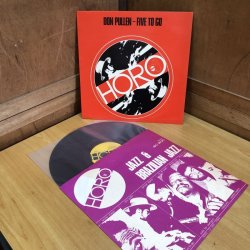 DON PULLEN - FIVE TO GO
HORO
HORO
JAZZ & BRAZILIAN JAZZ